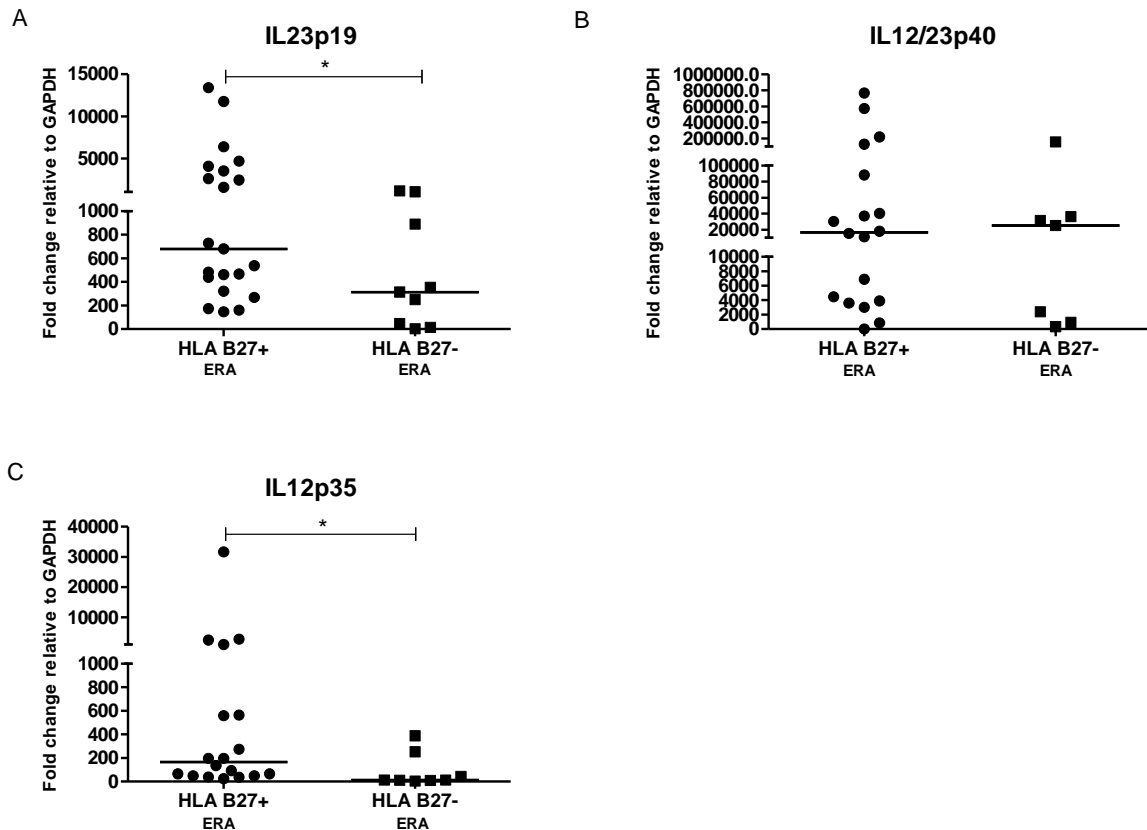 A
IL23p19
*
Fold change relative to GAPDH
15000
10000
5000
1000
800
600
400
200
0
HLA B27+
ERA
HLA B27-
ERA
B
IL12/23p40
Fold change relative to GAPDH
1000000.0
800000.0
600000.0
400000.0
200000.0
100000
80000
60000
40000
20000
10000
8000
6000
4000
2000
0
HLA B27+
ERA
HLA B27-
ERA
C
IL12p35
*
Fold change relative to GAPDH
40000
30000
20000
10000
1000
800
600
400
200
0
HLA B27+
ERA
HLA B27-
ERA